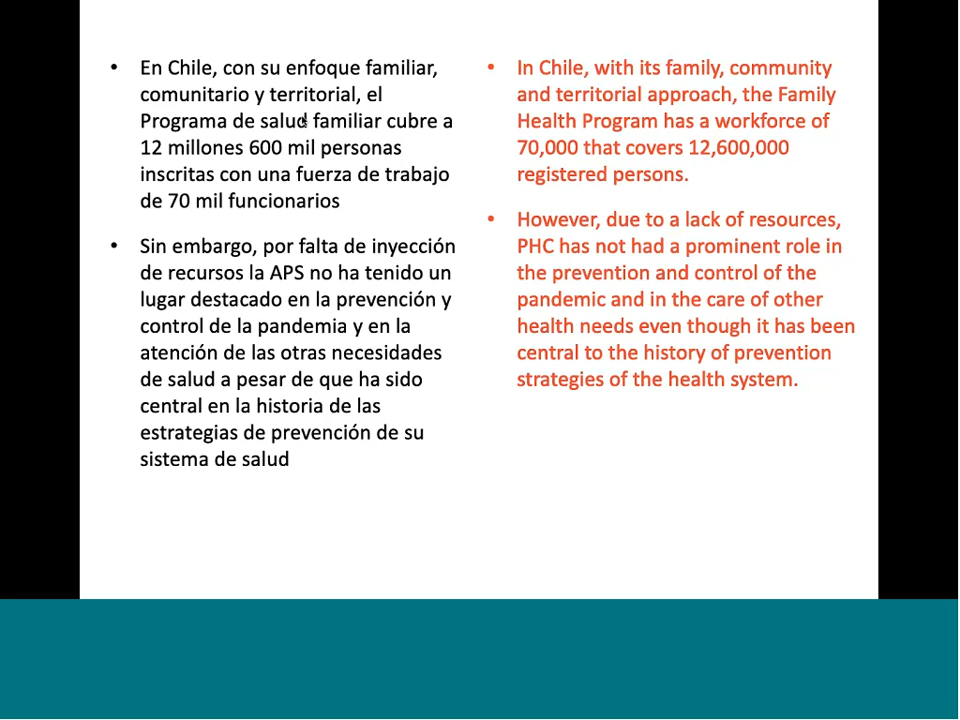 • En Chile, con su enfoque familiar,
comunitario y territorial, el
Programa de salud familiar cubre a
12 millones 600 mil personas
inscritas con una fuerza de trabajo
de 70 mil funcionarios
• Sin embargo, por falta de inyección
de recursos la APS no ha tenido un
lugar destacado en la prevención y
control de la pandemia y en la
atención de las otras necesidades
de salud a pesar de que ha sido
central en la historia de las
estrategias de prevención de su
sistema de salud
• In Chile, with its family, community
and territorial approach, the Family
Health Program has a workforce of
70,000 that covers 12,600,000
registered persons.
• However, due to a lack of resources,
PHC has not had a prominent role in
the prevention and control of the
pandemic and in the care of other
health needs even though it has been
central to the history of prevention
strategies of the health system.